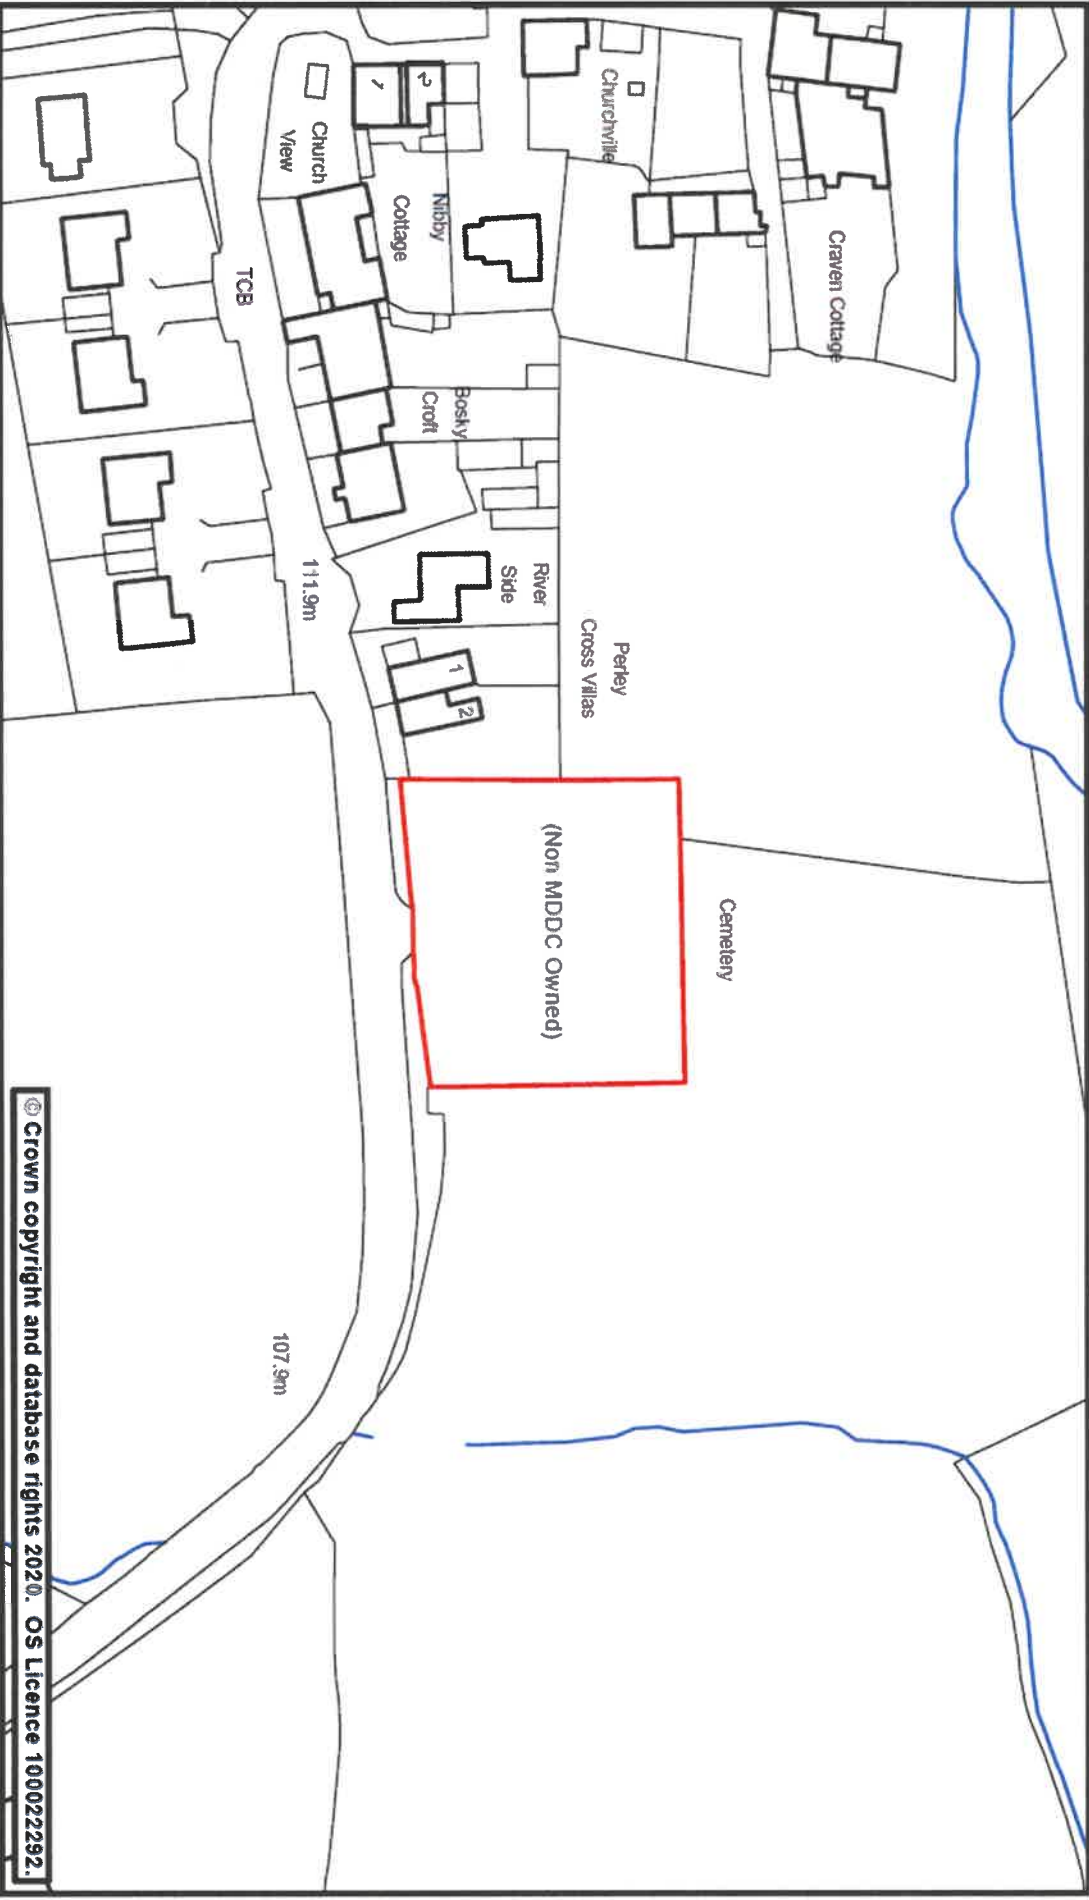 Craven Cottage
Churchville
Church
View
1
2
Nibby
Cottage
TCB
Bosky
Croft
River
Side
111.9m
Perley
Cross Villas
1
2
Cemetery
(Non MDDC Owned)
107.9m
© Crown copyright and database rights 2020. OS Licence 100022292.